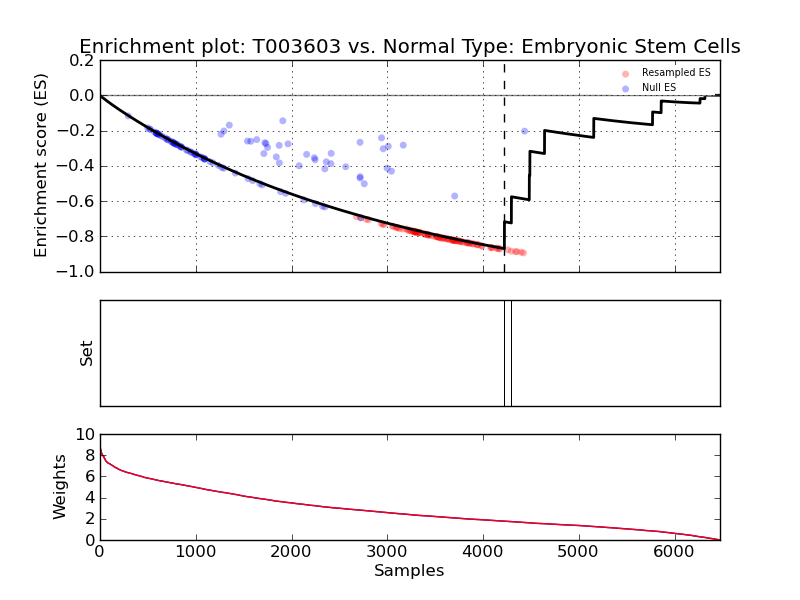 Enrichment plot: T003603 vs. Normal Type: Embryonic Stem Cells
0.2
0.0
−0.2
−0.4
−0.6
−0.8
−1.0
Enrichment score (ES)
Resampled ES
Null ES
Set
10
8
6
4
2
0
Weights
0 1000 2000 3000 4000 5000 6000
Samples